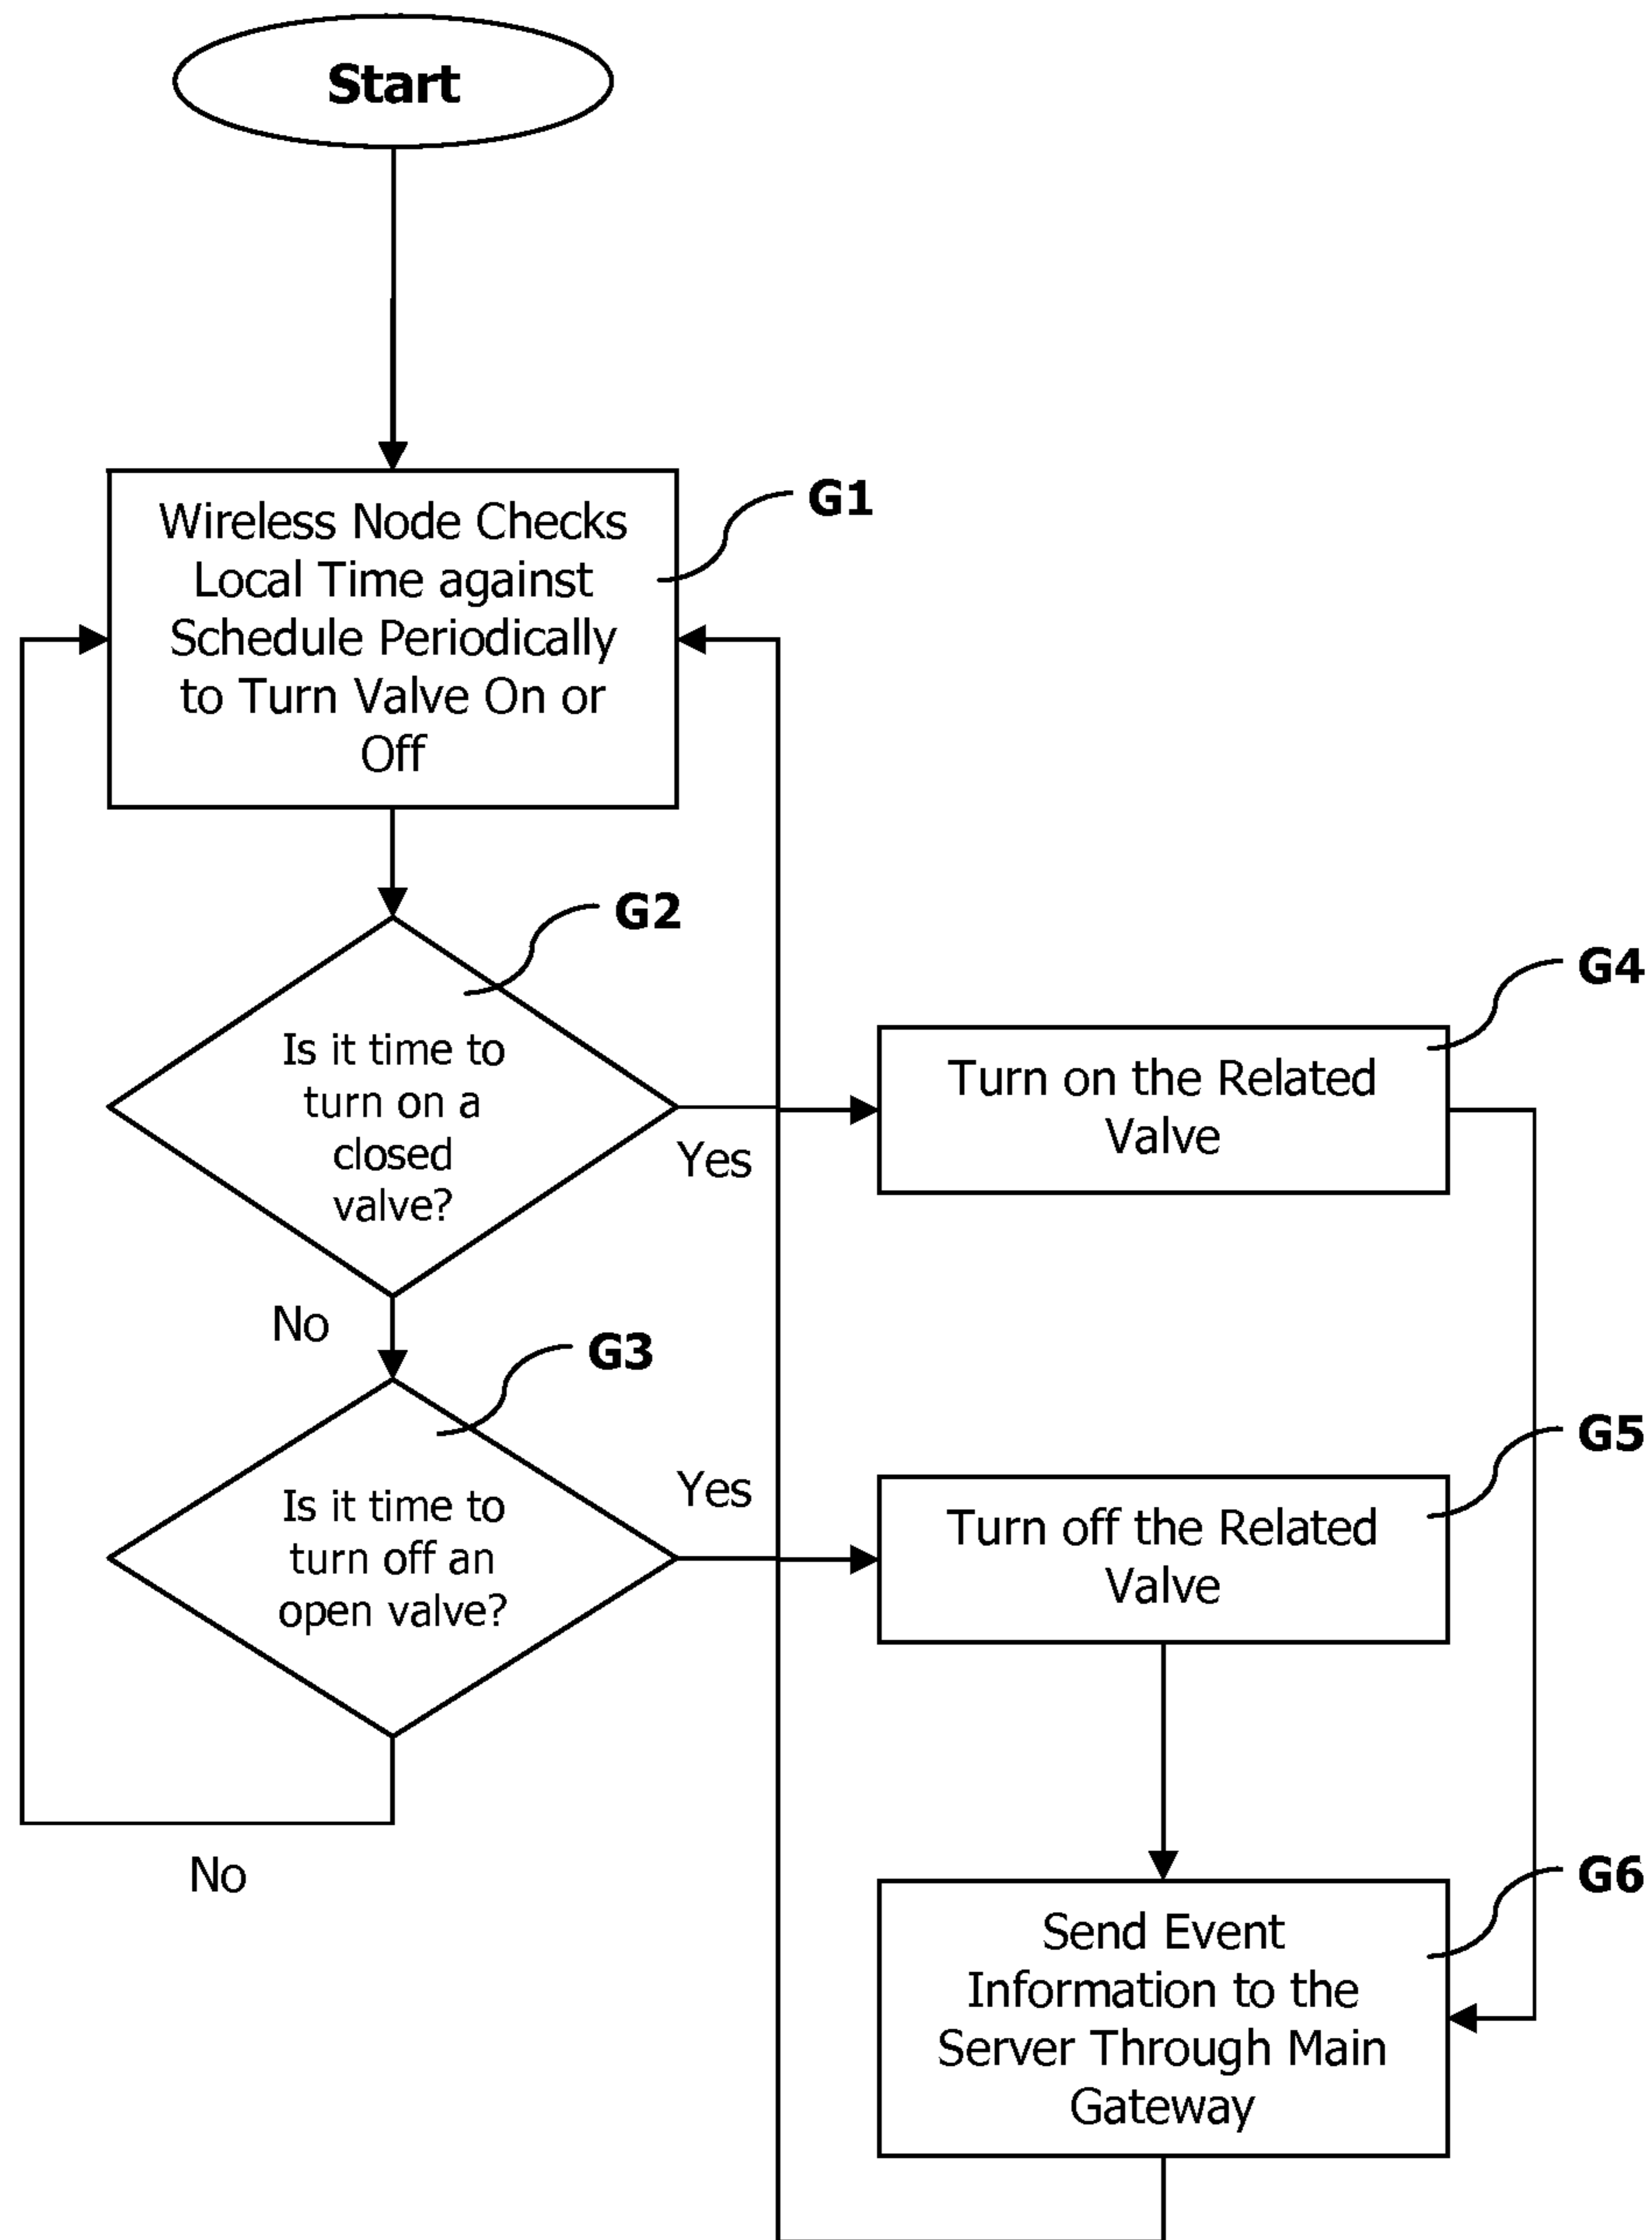 Start
Wireless Node Checks
Local Time against
Schedule Periodically
to Turn Valve On or
Off
G1
G2
Is it time to
turn on a
closed
valve?
Yes
No
G4
Turn on the Related
Valve
G3
Is it time to
turn off an
open valve?
Yes
No
G5
Turn off the Related
Valve
G6
Send Event
Information to the
Server Through Main
Gateway